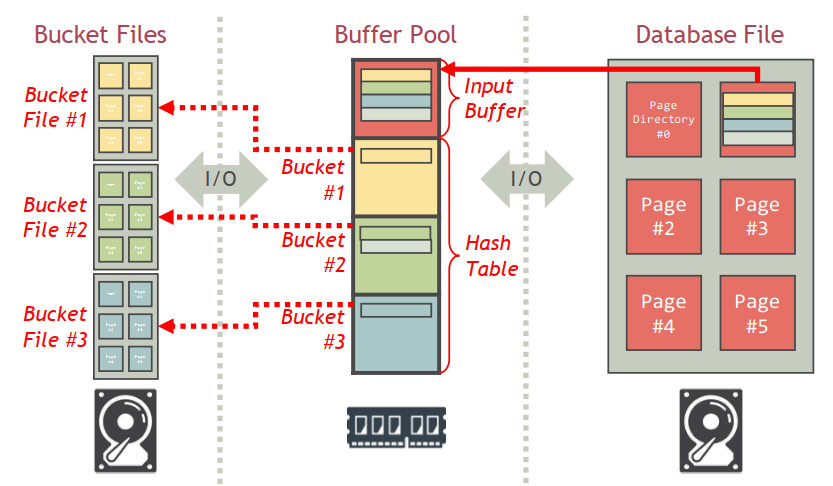 Bucket Files
Buffer Pool
Database File
Bucket
File #1
Bucket
File #2
Bucket
File #3
I/O
Input
Buffer
Bucket
#1
Bucket
#2
Bucket
#3
Hash
Table
I/O
Page
Directory
#0
Page
#2
Page
#3
Page
#4
Page
#5